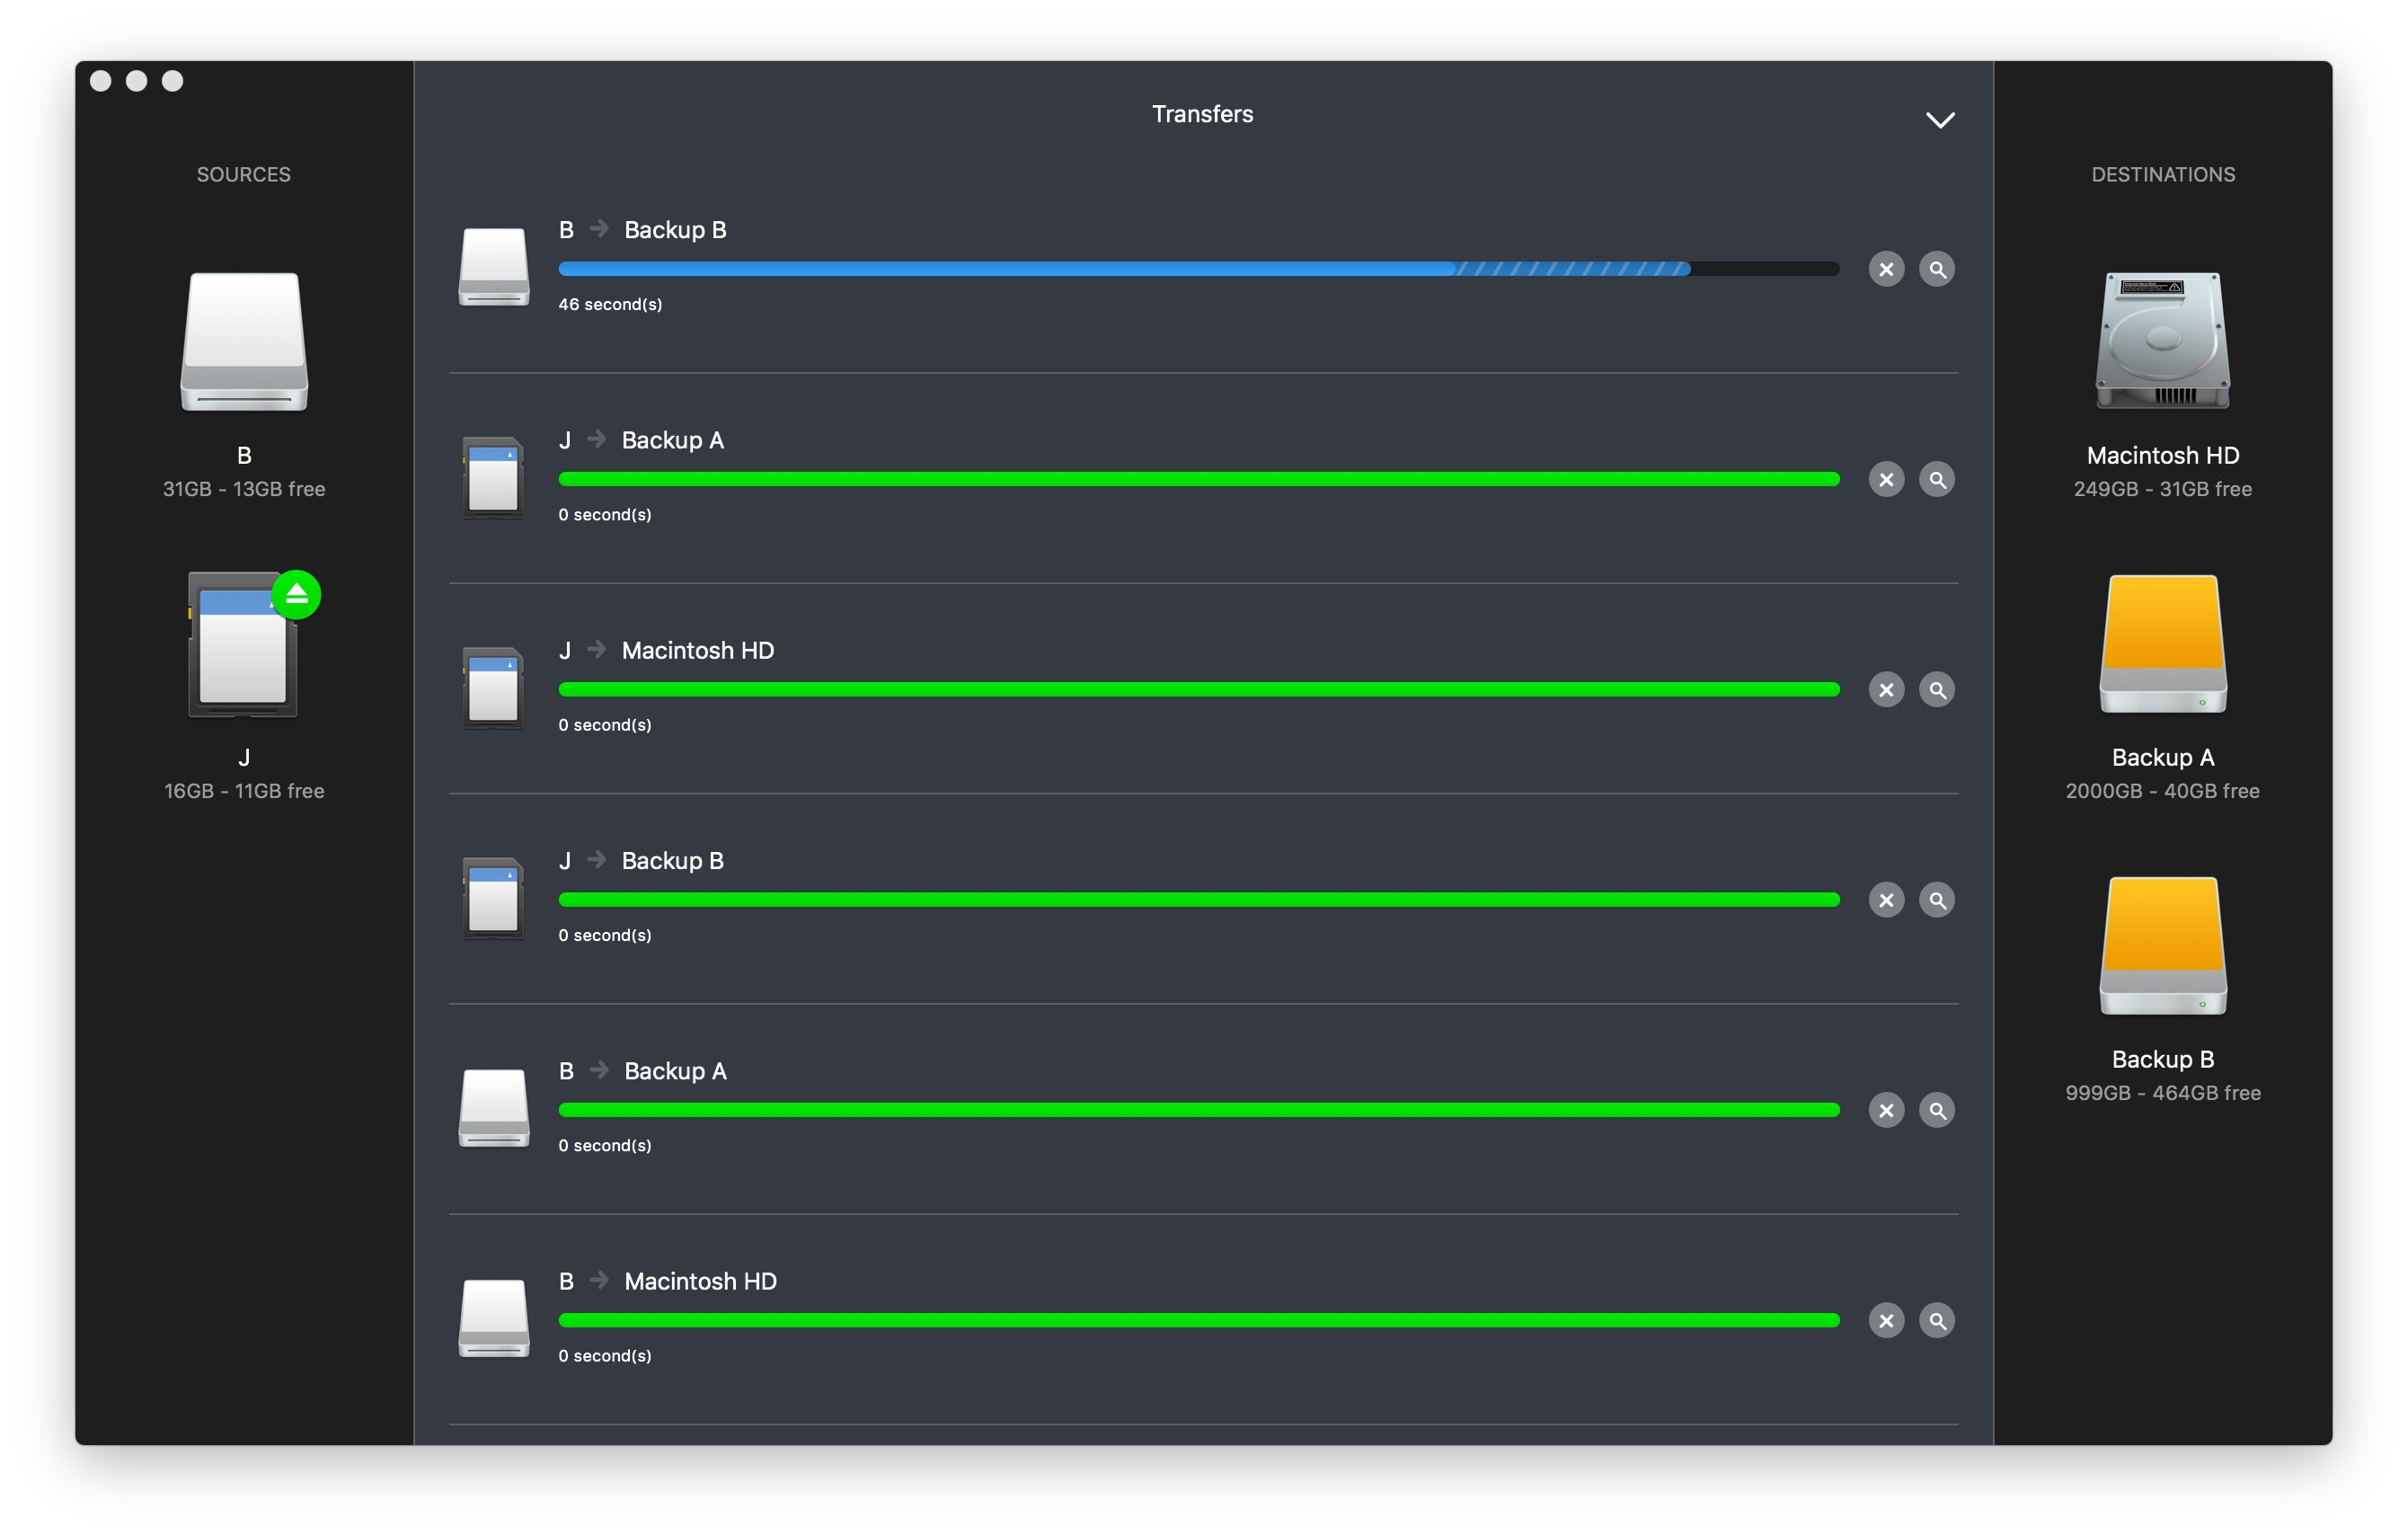 Transfers
SOURCES
B
31GB - 13GB free
J
16GB - 11GB free
B → Backup B
46 second(s)
J → Backup A
0 second(s)
J → Macintosh HD
0 second(s)
J → Backup B
0 second(s)
B → Backup A
0 second(s)
B → Macintosh HD
0 second(s)
DESTINATIONS
Macintosh HD
249GB - 31GB free
Backup A
2000GB - 40GB free
Backup B
999GB - 464GB free